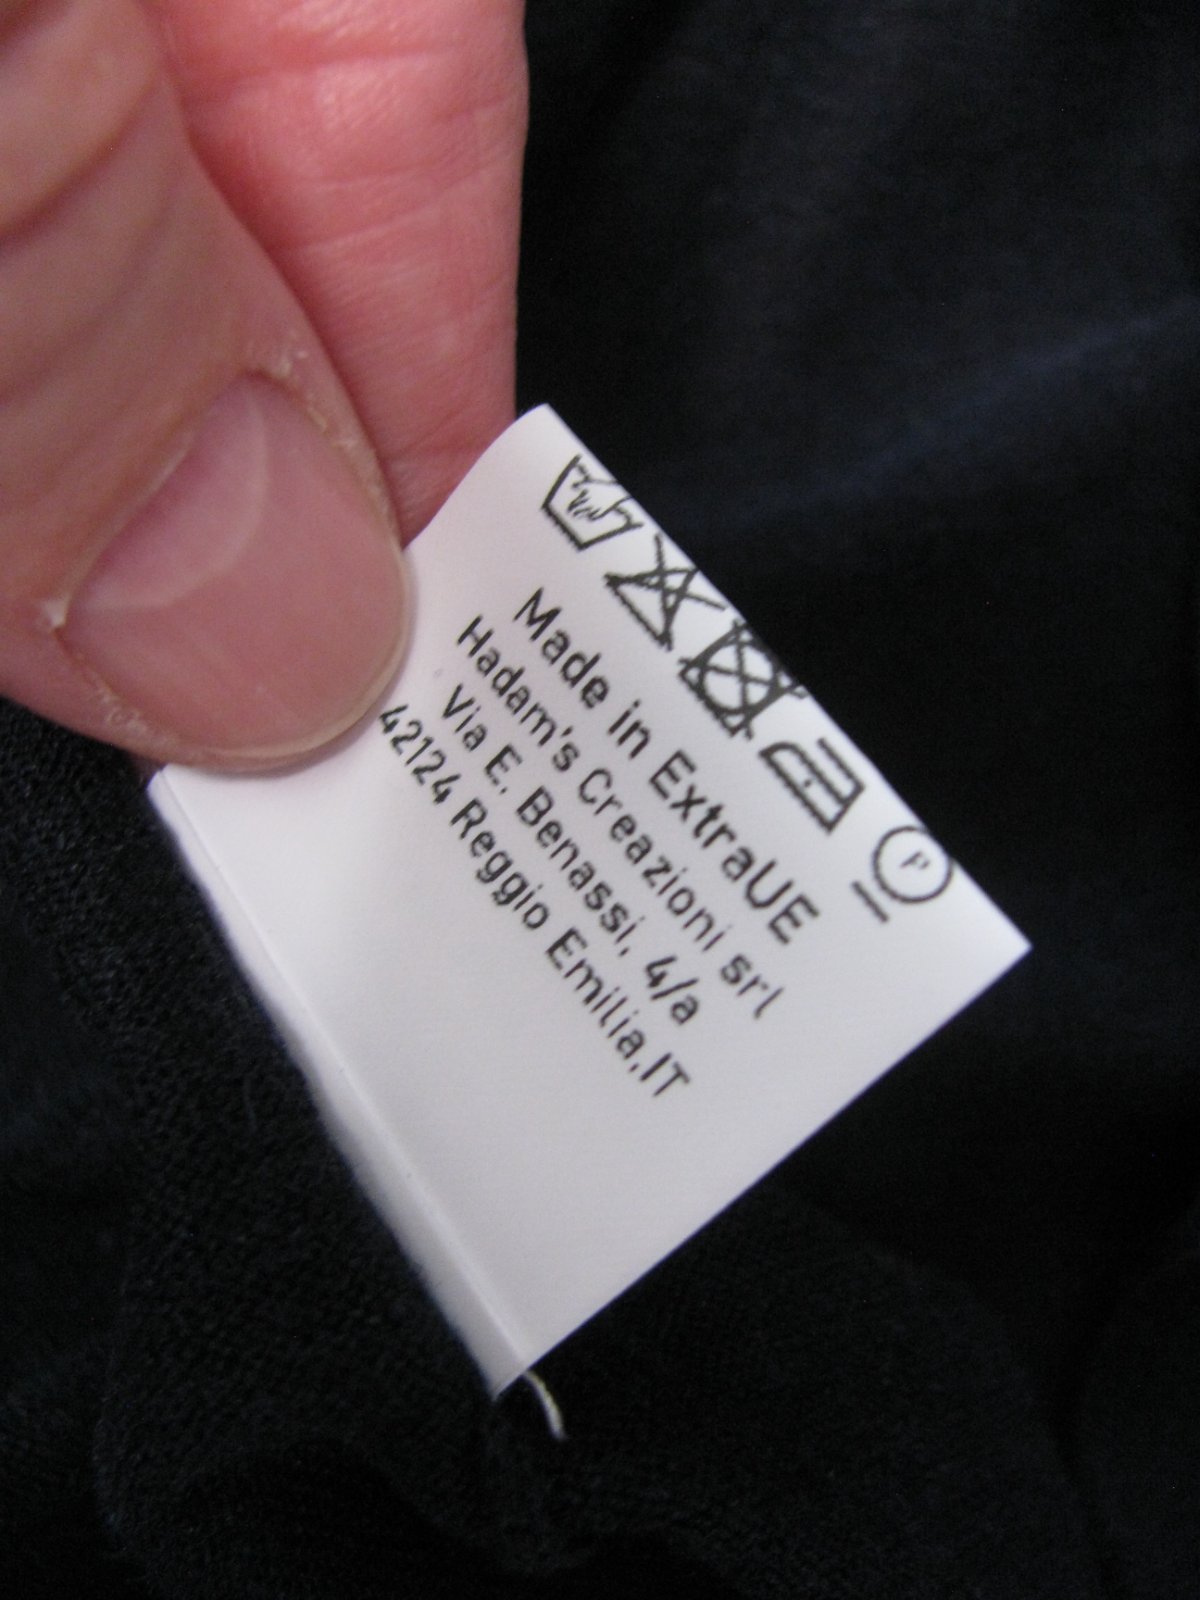 P
Made in ExtraUE
Hadam's Creazioni srl
Via E. Benassi, 4/a
42124 Reggio Emilia,IT